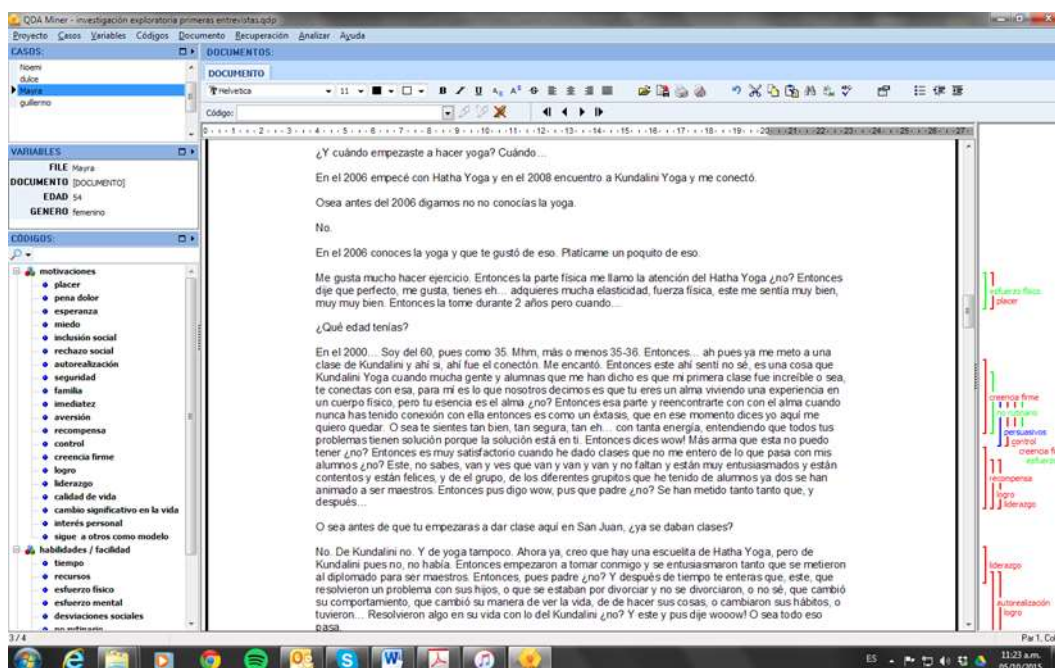 QDA Miner - investigación exploratoria primeras entrevistas.qdp
Proyecto Casos Variables Códigos Documento Recuperación Analizar Ayuda
CASOS:
Noemi
dulce
Mayra
guillermo
VARIABLES
FILE Mayra
DOCUMENTO [DOCUMENTO]
EDAD 54
GENERO femenino
CÓDIGOS:
motivaciones
placer
pena dolor
esperanza
miedo
inclusión social
rechazo social
autorealización
seguridad
familia
imediatez
aversión
recompensa
control
creencia firme
logro
liderazgo
calidad de vida
cambio significativo en la vida
interés personal
sigue a otros como modelo
habilidades / facilidad
tiempo
recursos
esfuerzo físico
esfuerzo mental
desviaciones sociales
no rutinario
3/4
DOCUMENTOS:
DOCUMENTO
Helvetica 11
Código:
¿Y cuándo empezaste a hacer yoga? Cuándo...
En el 2006 empecé con Hatha Yoga y en el 2008 encuentro a Kundalini Yoga y me conectó.
Osea antes del 2006 digamos no no conocías la yoga.
No.
En el 2006 conoces la yoga y que te gustó de eso. Platícame un poquito de eso.
Me gusta mucho hacer ejercicio. Entonces la parte física me llamo la atención del Hatha Yoga ¿no? Entonces
dije que perfecto, me gusta, tienes eh... adquieres mucha elasticidad, fuerza física, este me sentía muy bien,
muy muy bien. Entonces la tome durante 2 años pero cuando...
¿Qué edad tenías?
En el 2000... Soy del 60, pues como 35. Mhm, más o menos 35-36. Entonces... ah pues ya me meto a una
clase de Kundalini y ahí si, ahí fue el conectón. Me encantó. Entonces este ahí sentí no sé, es una cosa que
Kundalini Yoga cuando mucha gente y alumnas que me han dicho es que mi primera clase fue increíble o sea,
te conectas con esa, para mí es lo que nosotros decimos es que tu eres un alma viviendo una experiencia en
un cuerpo físico, pero tu esencia es el alma ¿no? Entonces esa parte y reencontrarte con con el alma cuando
nunca has tenido conexión con ella entonces es como un éxtasis, que en ese momento dices yo aquí me
quiero quedar. O sea te sientes tan bien, tan segura, tan eh... con tanta energía, entendiendo que todos tus
problemas tienen solución porque la solución está en ti. Entonces dices wow! Más arma que esta no puedo
tener ¿no? Entonces es muy satisfactorio cuando he dado clases que no me entero de lo que pasa con mis
alumnos ¿no? Este, no sabes, van y ves que van y van y van y no faltan y están muy entusiasmados y están
contentos y están felices, y de el grupo, de los diferentes grupitos que he tenido de alumnos ya dos se han
animado a ser maestros. Entonces pus digo wow, pus que padre ¿no? Se han metido tanto tanto que, y
después...
O sea antes de que tu empezaras a dar clase aquí en San Juan, ¿ya se daban clases?
No. De Kundalini no. Y de yoga tampoco. Ahora ya, creo que hay una escuelita de Hatha Yoga, pero de
Kundalini pues no, no había. Entonces empezaron a tomar conmigo y se entusiasmaron tanto que se metieron
al diplomado para ser maestros. Entonces, pues padre ¿no? Y después de tiempo te enteras que, este, que
resolvieron un problema con sus hijos, o que se estaban por divorciar y no se divorciaron, o no sé, que cambió
su comportamiento, que cambió su manera de ver la vida, de de hacer sus cosas, o cambiaron sus hábitos, o
tuvieron... Resolvieron algo en su vida con lo del Kundalini ¿no? Y este y pus dije wooow! O sea todo eso
pasa.
esfuerzo físico
placer
creencia firme
no rutinario
persuasivos
control
creencia fi
esfuerz
recompensa
logro
liderazgo
liderazgo
autorealización
logro
Par 1, Col
ES
11:23 a.m.
05/10/2015